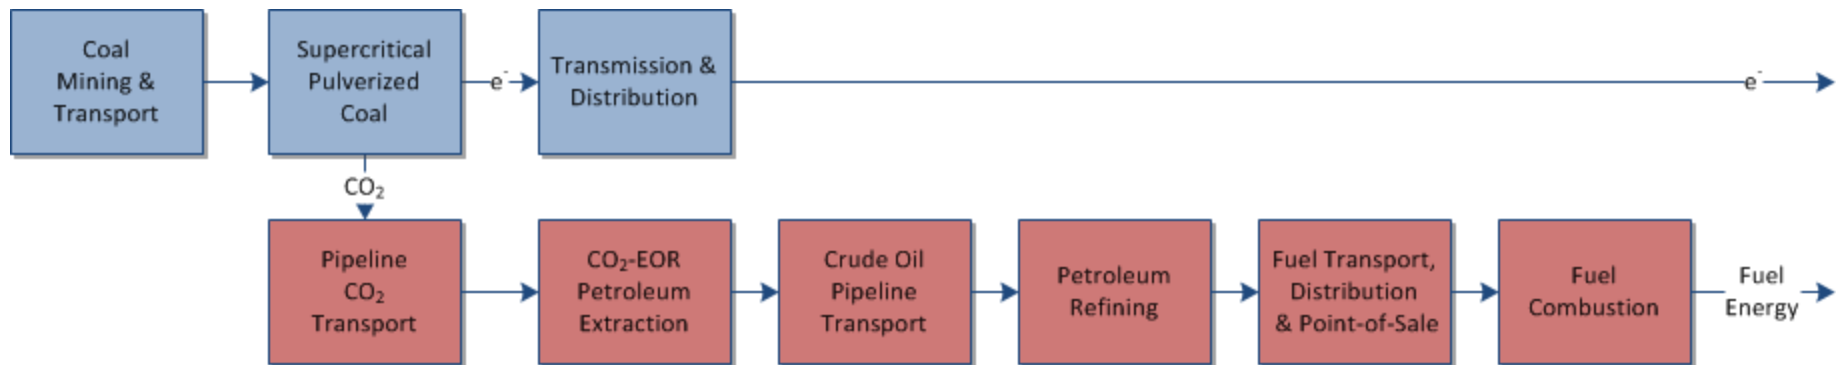 Coal
Mining &
Transport
Supercritical
Pulverized
Coal
e⁻
Transmission &
Distribution
e⁻
CO₂
Pipeline
CO₂
Transport
CO₂-EOR
Petroleum
Extraction
Crude Oil
Pipeline
Transport
Petroleum
Refining
Fuel Transport,
Distribution
& Point-of-Sale
Fuel
Combustion
Fuel
Energy